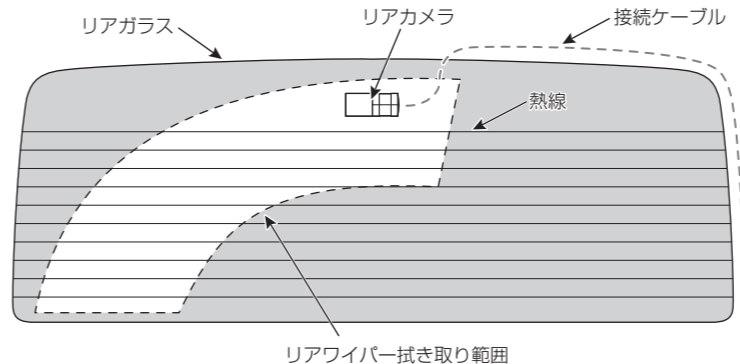 リアガラス
リアカメラ
接続ケーブル
熱線
リアワイパー拭き取り範囲